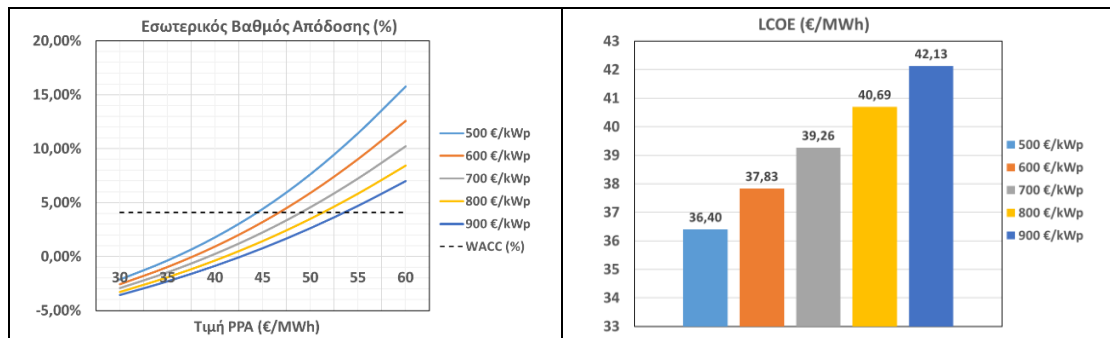 Εσωτερικός Βαθμός Απόδοσης (%)
20,00%
15,00%
10,00%
5,00%
0,00%
-5,00%
30 35 40 45 50 55 60
Τιμή PPA (€/MWh)
500 €/kWp
600 €/kWp
700 €/kWp
800 €/kWp
900 €/kWp
WACC (%)
LCOE (€/MWh)
43
42
41
40
39
38
37
36
35
34
33
36,40
37,83
39,26
40,69
42,13
500 €/kWp
600 €/kWp
700 €/kWp
800 €/kWp
900 €/kWp